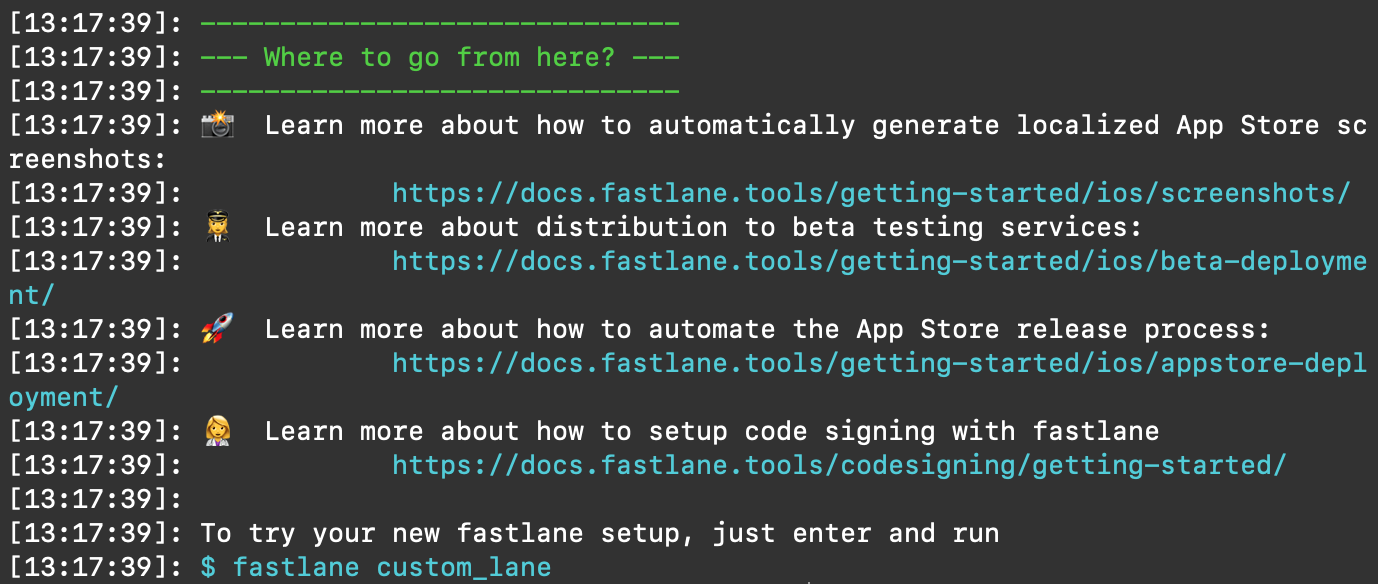 [13:17:39]: ------------------------------
[13:17:39]: --- Where to go from here? ---
[13:17:39]: ------------------------------
[13:17:39]: 📸  Learn more about how to automatically generate localized App Store sc
reenshots:
[13:17:39]:             https://docs.fastlane.tools/getting-started/ios/screenshots/
[13:17:39]: 👩‍✈️  Learn more about distribution to beta testing services:
[13:17:39]:             https://docs.fastlane.tools/getting-started/ios/beta-deployme
nt/
[13:17:39]: 🚀  Learn more about how to automate the App Store release process:
[13:17:39]:             https://docs.fastlane.tools/getting-started/ios/appstore-depl
oyment/
[13:17:39]: 👩‍⚕️  Learn more about how to setup code signing with fastlane
[13:17:39]:             https://docs.fastlane.tools/codesigning/getting-started/
[13:17:39]:
[13:17:39]: To try your new fastlane setup, just enter and run
[13:17:39]: $ fastlane custom_lane